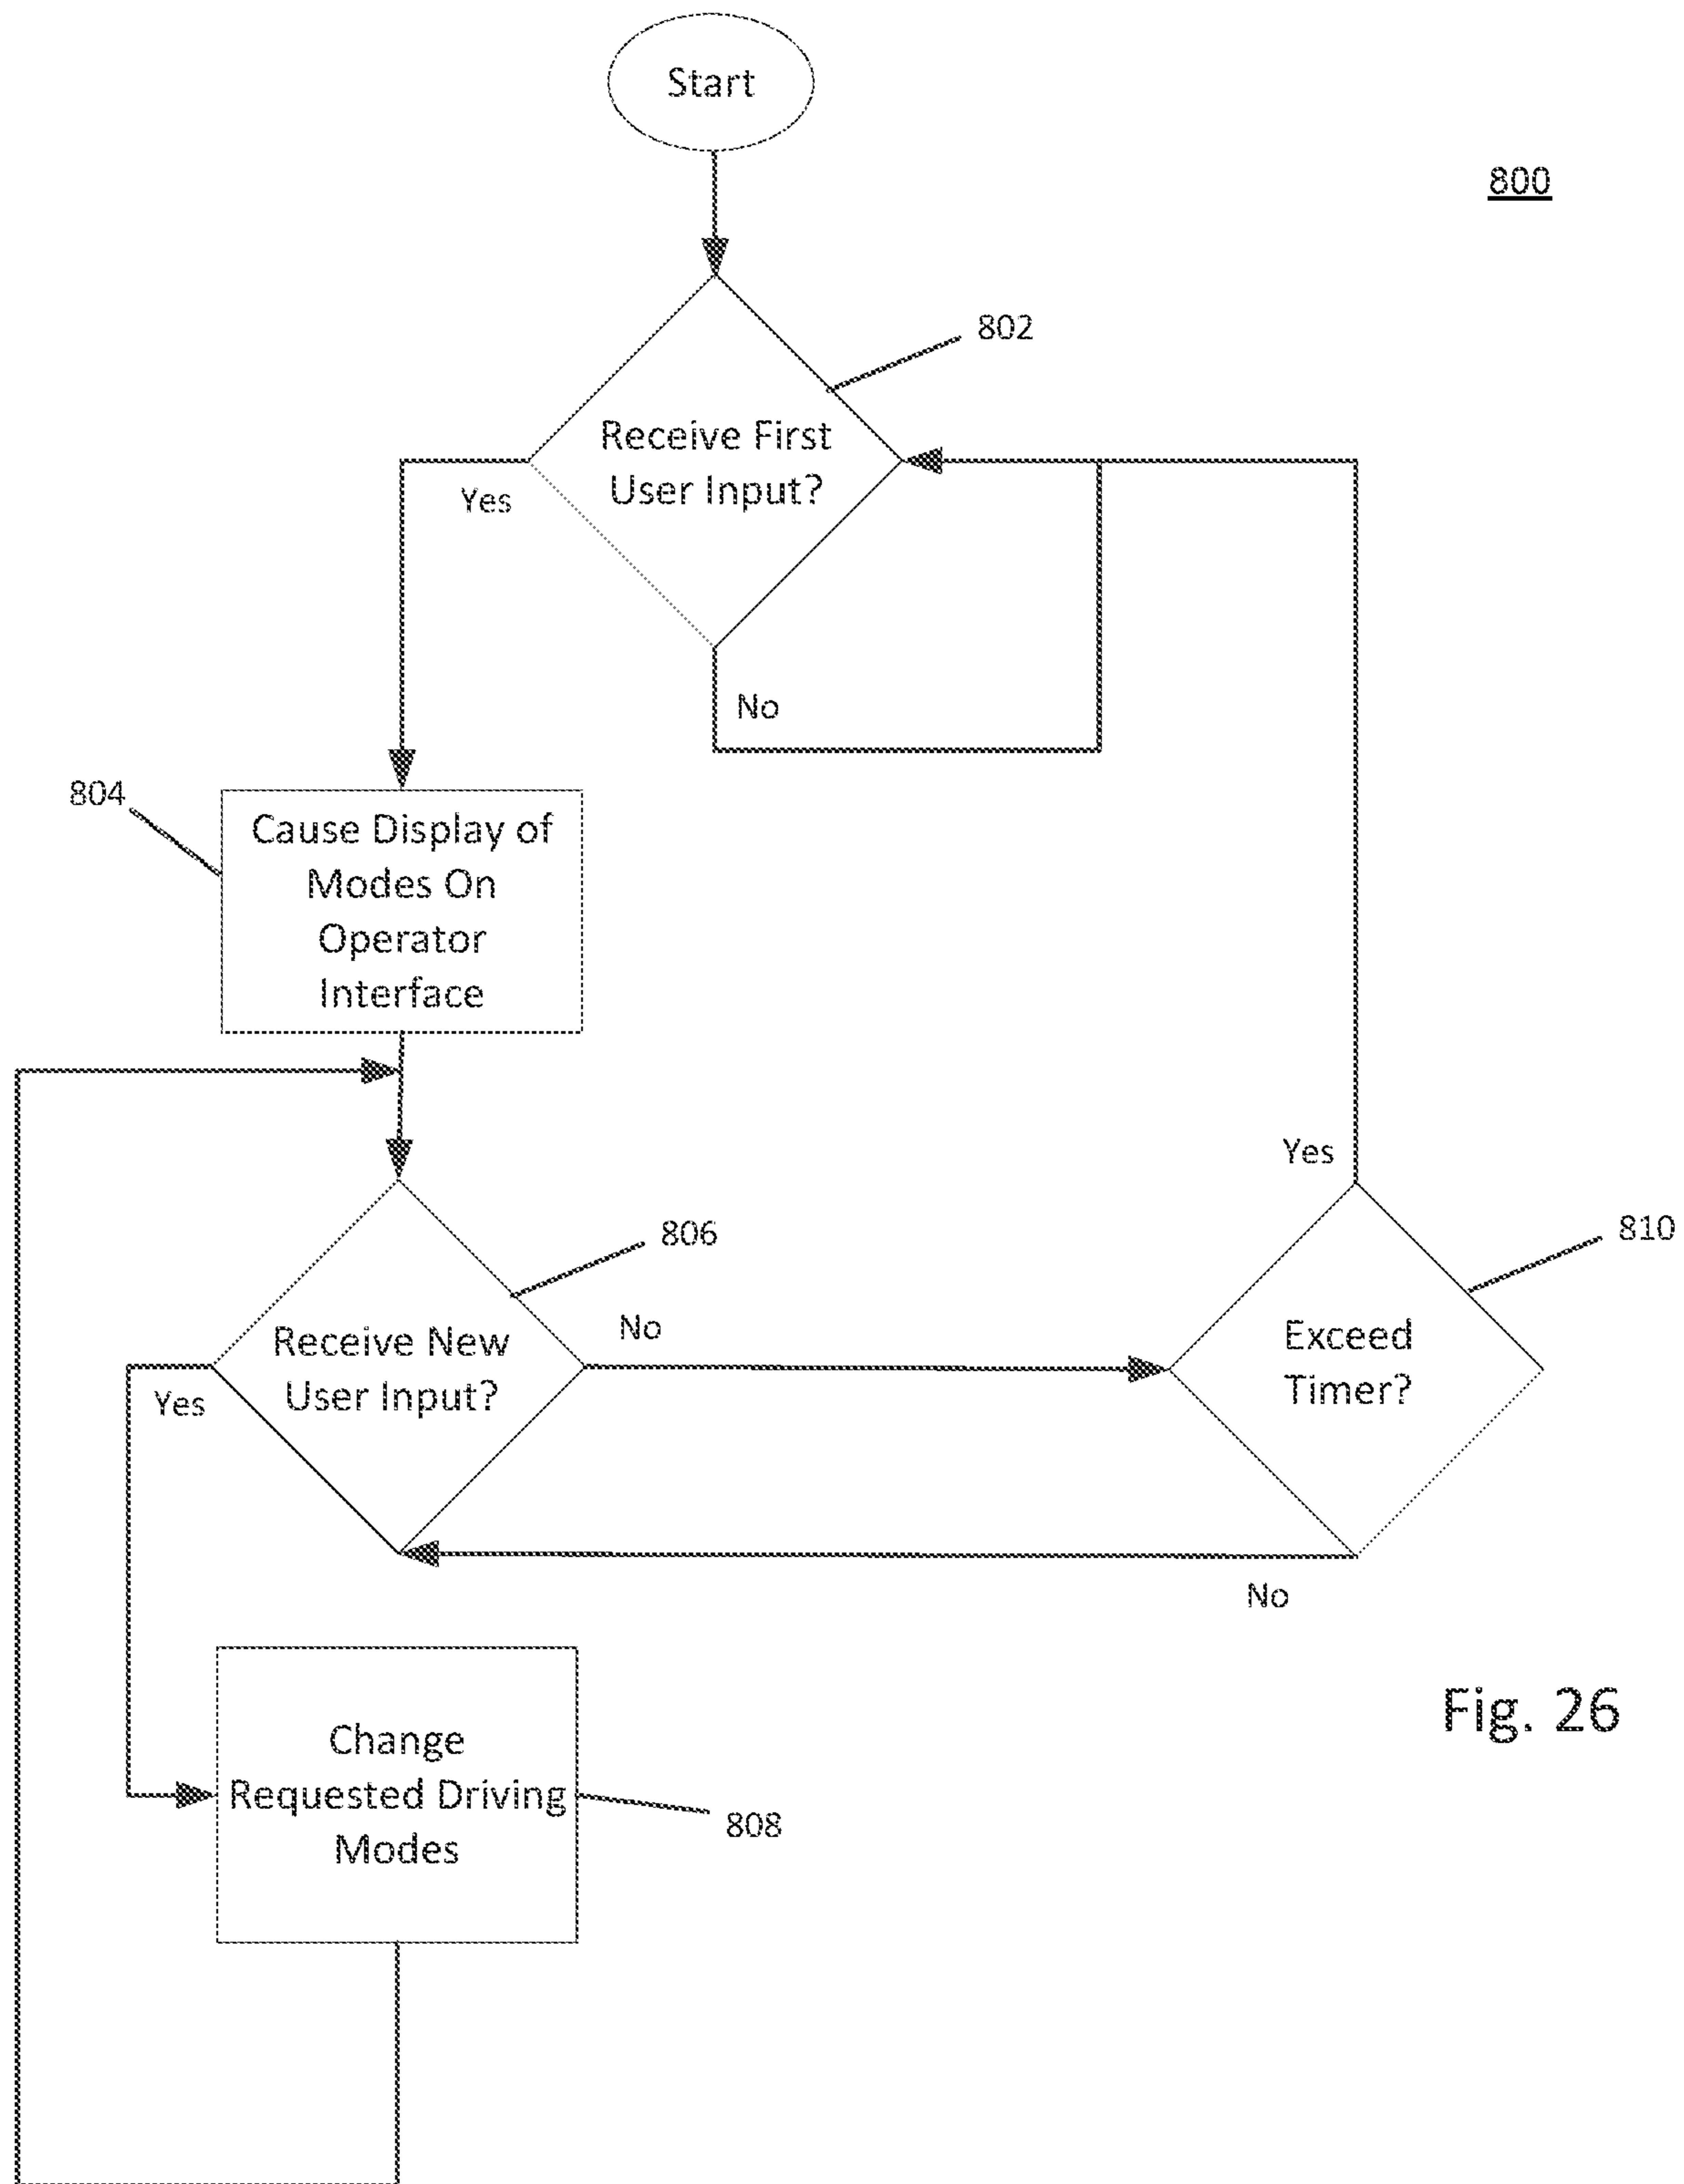 Start
800
802
Receive First
User Input?
Yes
No
804
Cause Display of
Modes On
Operator
Interface
Yes
806
810
No
Receive New
User Input?
Exceed
Timer?
Yes
No
Change
Requested Driving
Modes
808
Fig. 26